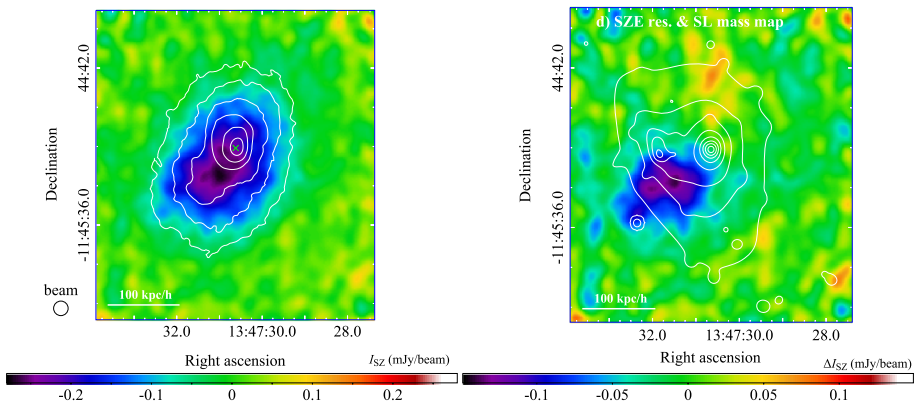 d) SZE res. & SL mass map
44:42.0
Declination
-11:45:36.0
beam
100 kpc/h
32.0 13:47:30.0 28.0
Right ascension
I_SZ (mJy/beam)
-0.2 -0.1 0 0.1 0.2
44:42.0
Declination
-11:45:36.0
100 kpc/h
32.0 13:47:30.0 28.0
Right ascension
ΔI_SZ (mJy/beam)
-0.1 -0.05 0 0.05 0.1